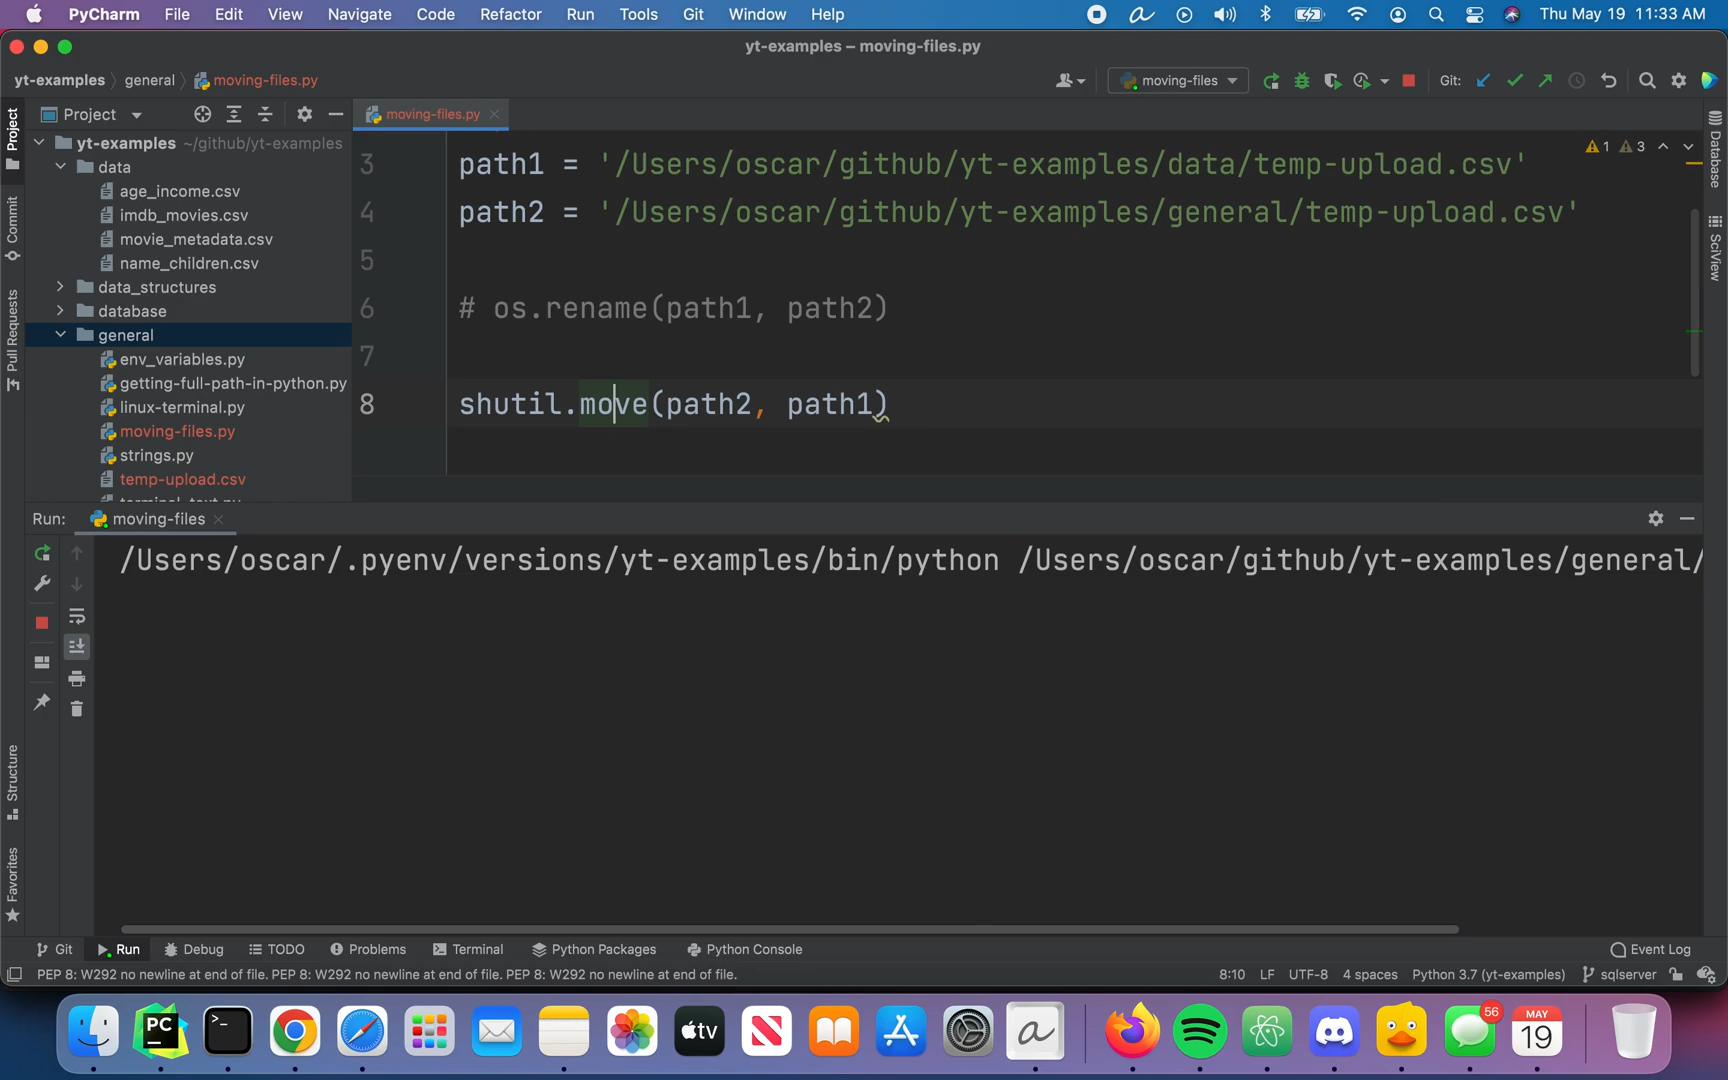 PyCharm File Edit View Navigate Code Refactor Run Tools Git Window Help Thu May 19 11:33 AM
yt-examples – moving-files.py
yt-examples general moving-files.py moving-files Git:
Project
moving-files.py
yt-examples ~/github/yt-examples
data
age_income.csv
imdb_movies.csv
movie_metadata.csv
name_children.csv
data_structures
database
general
env_variables.py
getting-full-path-in-python.py
linux-terminal.py
moving-files.py
strings.py
temp-upload.csv
Project
Commit
Pull Requests
Structure
Favorites
3 path1 = '/Users/oscar/github/yt-examples/data/temp-upload.csv'
4 path2 = '/Users/oscar/github/yt-examples/general/temp-upload.csv'
5
6 # os.rename(path1, path2)
7
8 shutil.move(path2, path1)
1 3
Database
SciView
Run: moving-files
/Users/oscar/.pyenv/versions/yt-examples/bin/python /Users/oscar/github/yt-examples/general/
Git Run Debug TODO Problems Terminal Python Packages Python Console Event Log
PEP 8: W292 no newline at end of file. PEP 8: W292 no newline at end of file. PEP 8: W292 no newline at end of file. 8:10 LF UTF-8 4 spaces Python 3.7 (yt-examples) sqlserver
PC
>_
tv
a
56
MAY
19